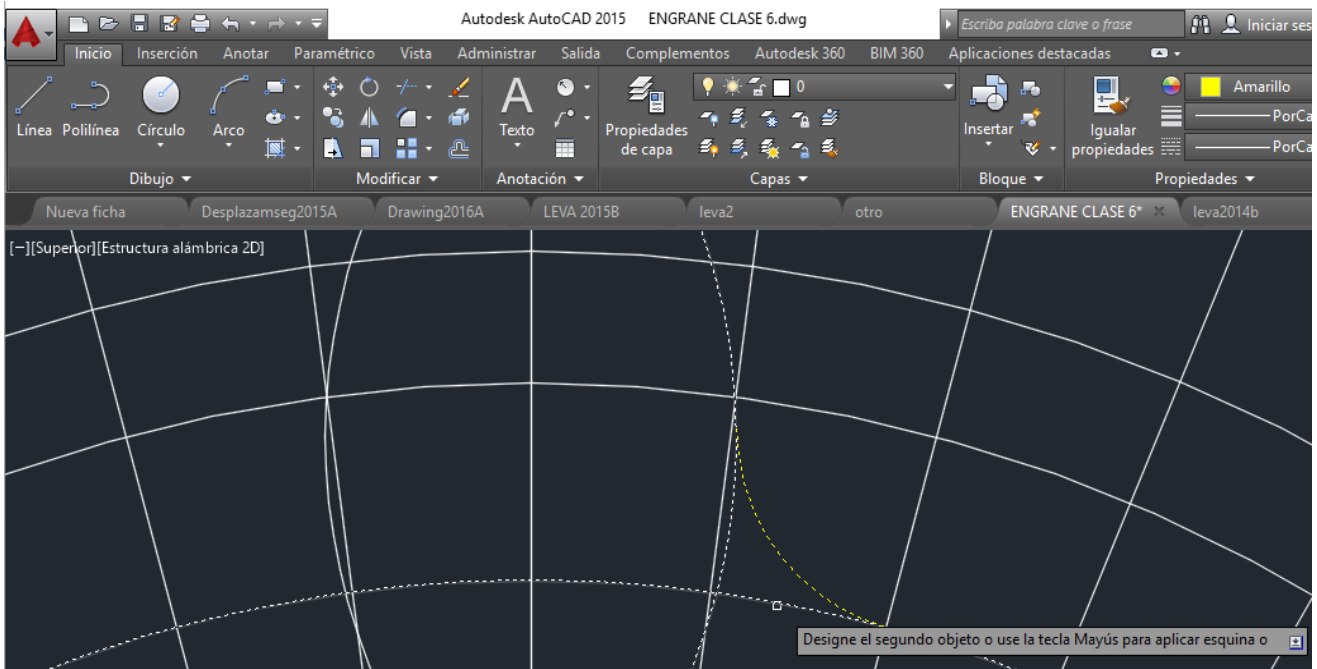 Autodesk AutoCAD 2015 ENGRANE CLASE 6.dwg
Escriba palabra clave o frase
Iniciar ses
Inicio Inserción Anotar Paramétrico Vista Administrar Salida Complementos Autodesk 360 BIM 360 Aplicaciones destacadas
0
Amarillo
Línea Polilínea Círculo Arco
A
Texto
Propiedades de capa
Insertar
Igualar propiedades
PorCa
PorCa
Dibujo Modificar Anotación Capas Bloque Propiedades
Nueva ficha Desplazamseg2015A Drawing2016A LEVA 2015B leva2 otro ENGRANE CLASE 6* leva2014b
[−][Superior][Estructura alámbrica 2D]
Designe el segundo objeto o use la tecla Mayús para aplicar esquina o